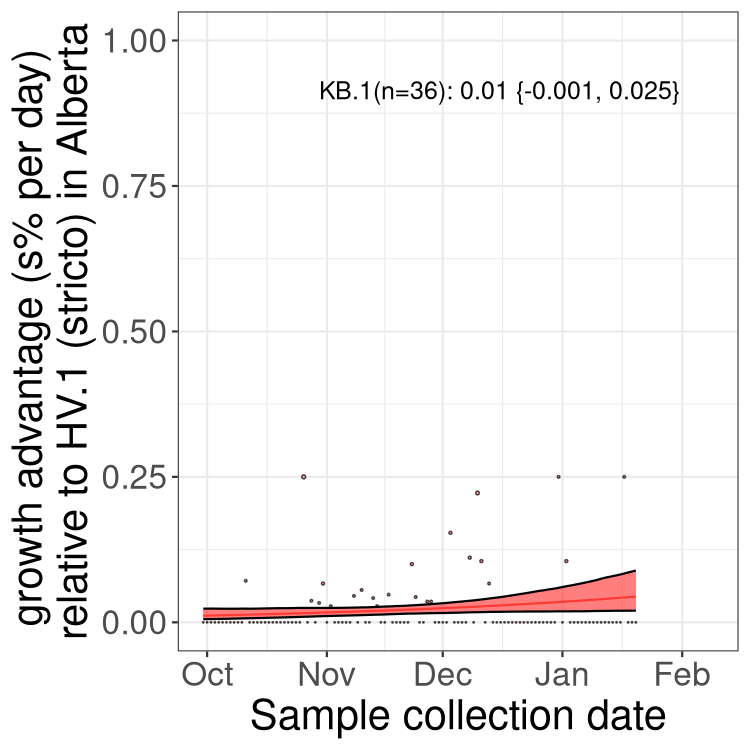 growth advantage (s% per day)
relative to HV.1 (stricto) in Alberta
1.00
0.75
0.50
0.25
0.00
KB.1(n=36): 0.01 {-0.001, 0.025}
Oct Nov Dec Jan Feb
Sample collection date